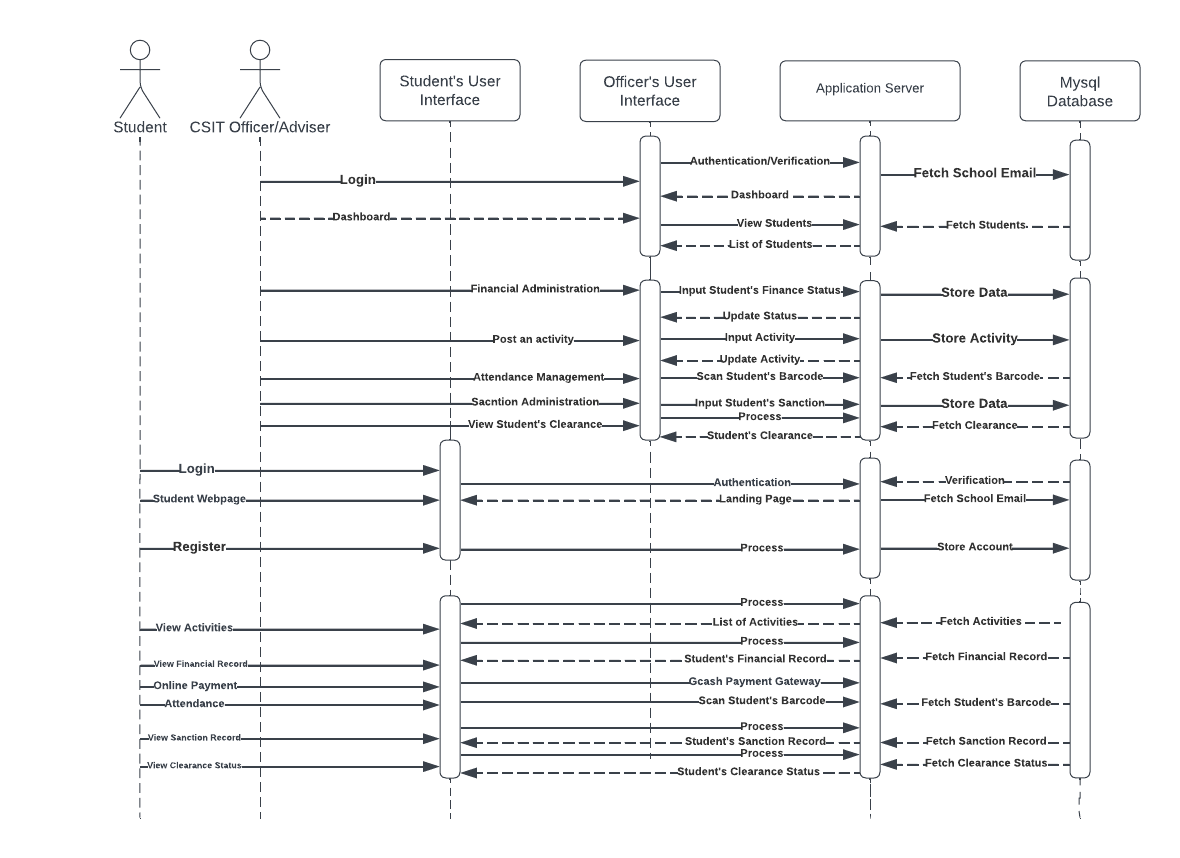 Student
CSIT Officer/Adviser
Student's User
Interface
Officer's User
Interface
Application Server
Mysql
Database
Authentication/Verification
Fetch School Email
Login
Dashboard
Dashboard
View Students
Fetch Students
List of Students
Financial Administration
Input Student's Finance Status
Store Data
Update Status
Post an activity
Input Activity
Store Activity
Update Activity
Attendance Management
Scan Student's Barcode
Fetch Student's Barcode
Sacntion Administration
Input Student's Sanction
Store Data
Process
View Student's Clearance
Fetch Clearance
Student's Clearance
Login
Authentication
Verification
Student Webpage
Landing Page
Fetch School Email
Register
Process
Store Account
Process
View Activities
List of Activities
Fetch Activities
Process
View Financial Record
Student's Financial Record
Fetch Financial Record
Online Payment
Gcash Payment Gateway
Attendance
Scan Student's Barcode
Fetch Student's Barcode
Process
View Sanction Record
Student's Sanction Record
Fetch Sanction Record
Process
View Clearance Status
Student's Clearance Status
Fetch Clearance Status